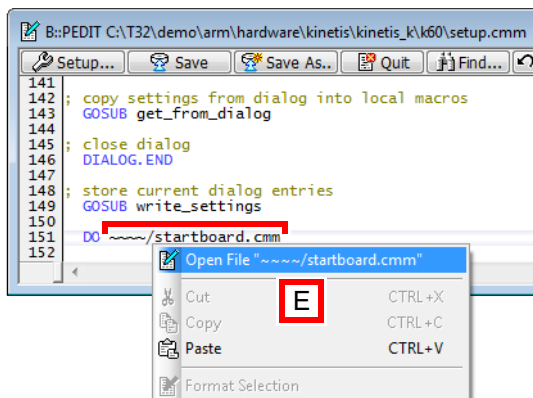 B::PEDIT C:\T32\demo\arm\hardware\kinetis\kinetis_k\k60\setup.cmm
Setup... Save Save As.. Quit Find...
141
142 ; copy settings from dialog into local macros
143 GOSUB get_from_dialog
144
145 ; close dialog
146 DIALOG.END
147
148 ; store current dialog entries
149 GOSUB write_settings
150
151 DO ~~~~/startboard.cmm
152
Open File "~~~~/startboard.cmm"
Cut CTRL+X
E
Copy CTRL+C
Paste CTRL+V
Format Selection